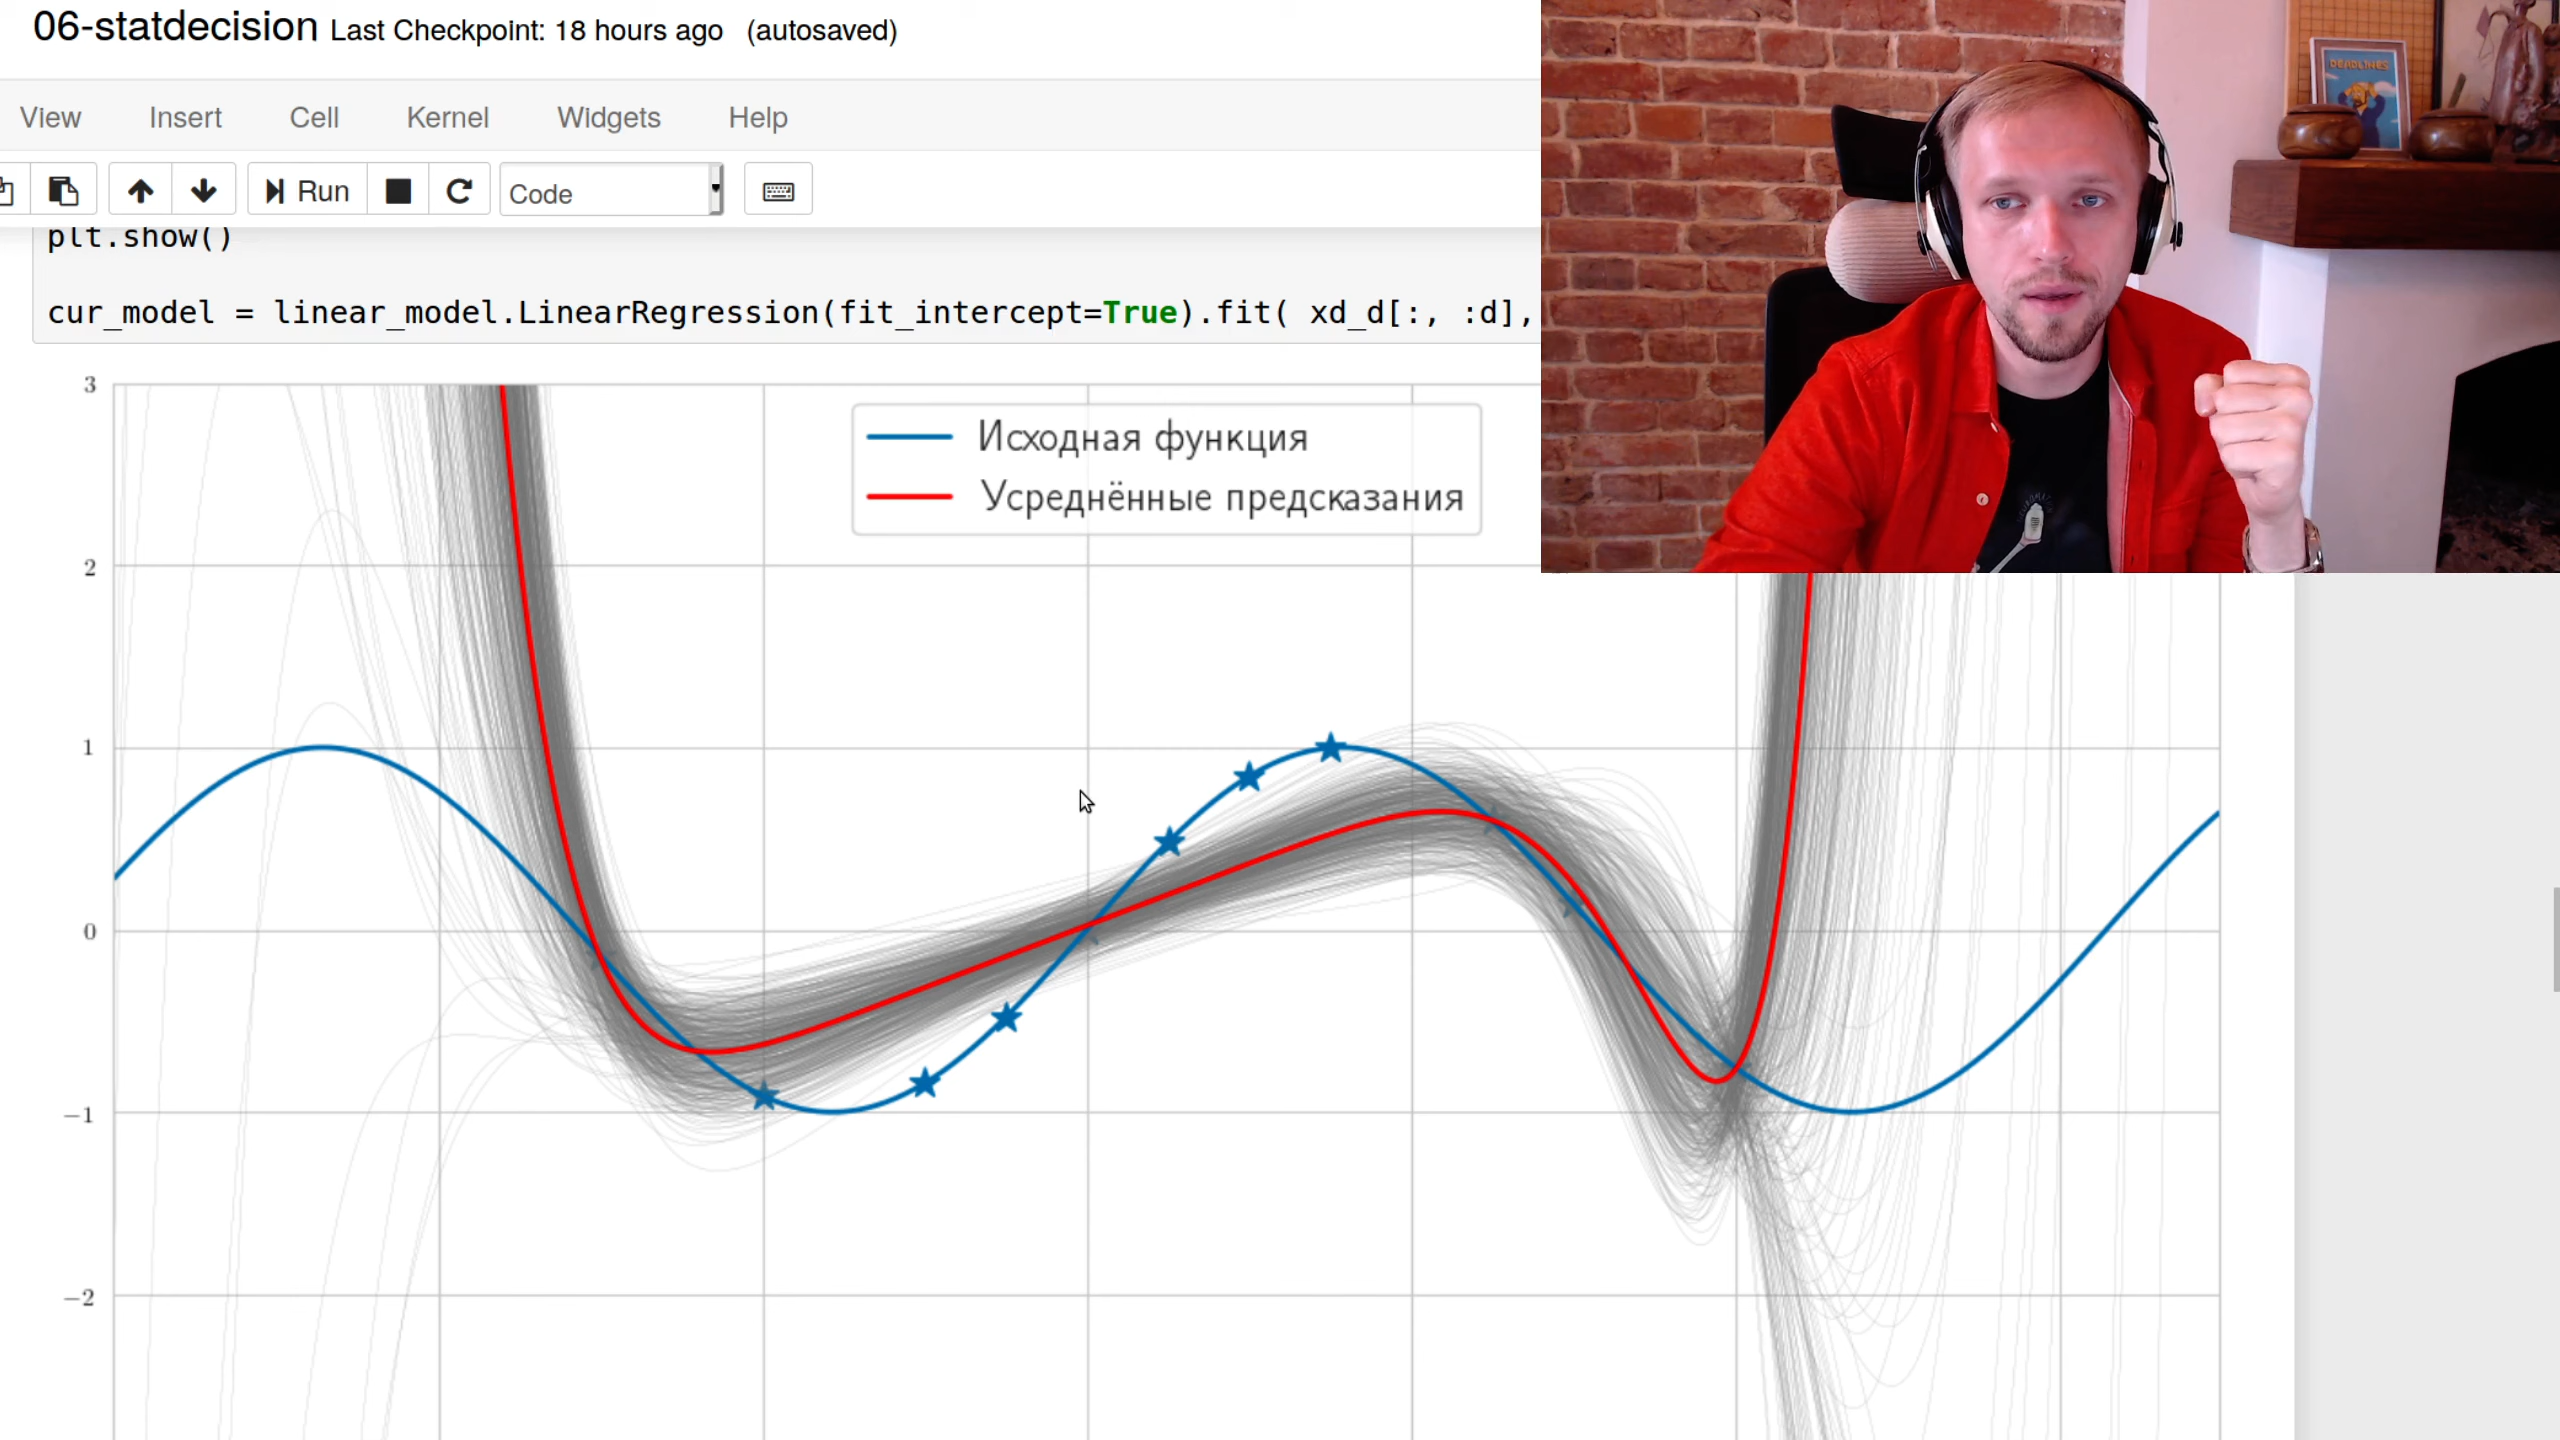 06-statdecision Last Checkpoint: 18 hours ago (autosaved)
View Insert Cell Kernel Widgets Help
Run Code
plt.show()
cur_model = linear_model.LinearRegression(fit_intercept=True).fit( xd_d[:, :d],
3
2
1
0
−1
−2
Исходная функция
Усреднённые предсказания
DEADLINES